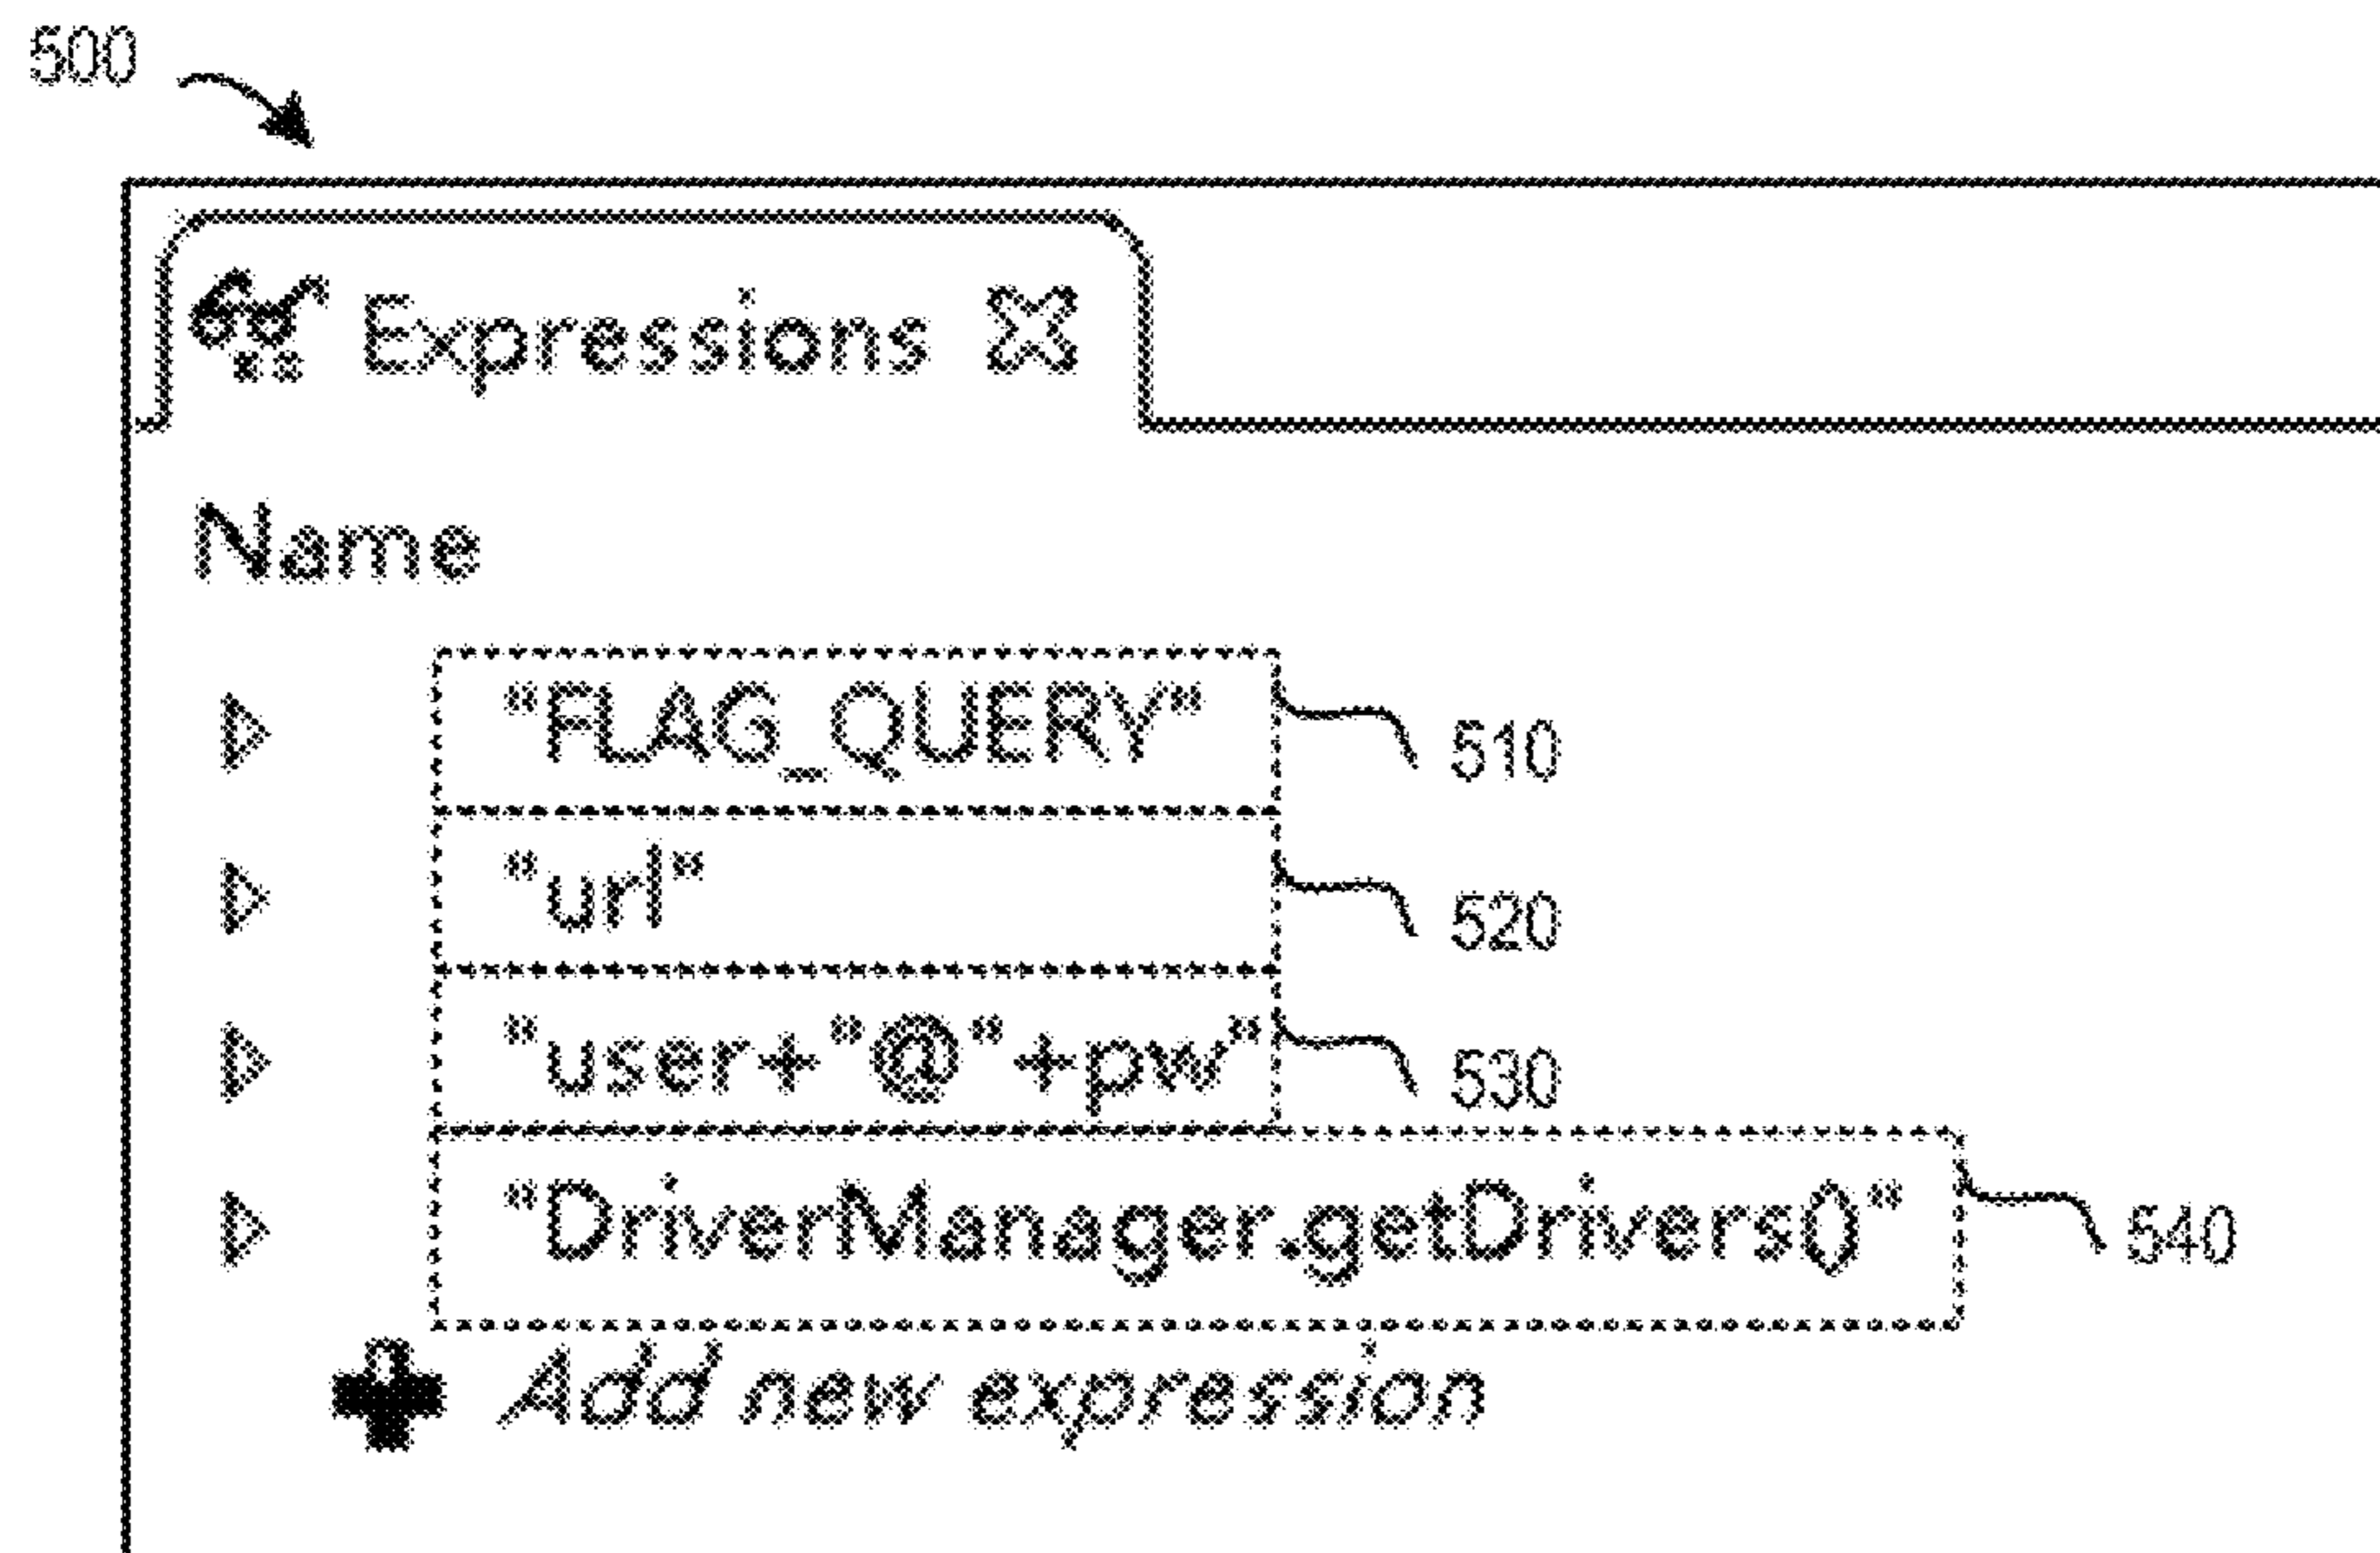 500
Expressions
Name
"FLAG_QUERY" 510
"url" 520
"user+"@"+pw" 530
"DriverManager.getDrivers()" 540
Add new expression